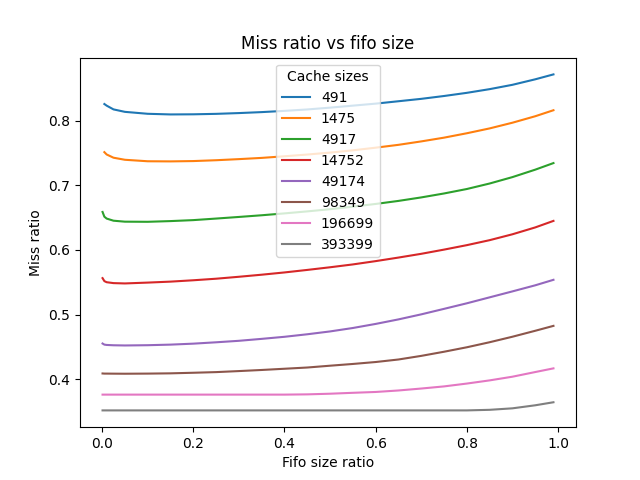 Miss ratio vs fifo size
Cache sizes
491
1475
4917
14752
49174
98349
196699
393399
Miss ratio
0.8
0.7
0.6
0.5
0.4
0.0 0.2 0.4 0.6 0.8 1.0
Fifo size ratio